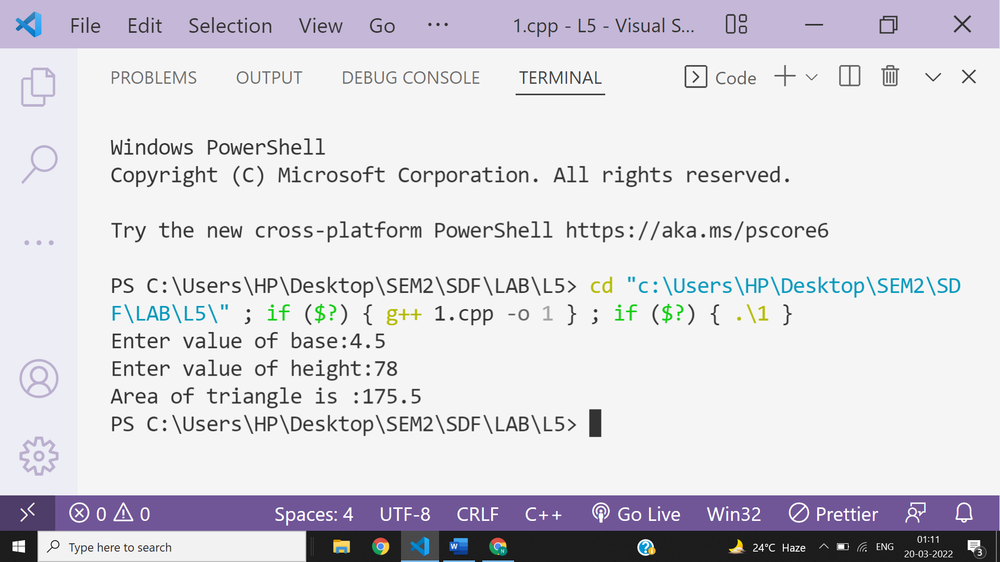 File Edit Selection View Go ... 1.cpp - L5 - Visual S...
PROBLEMS OUTPUT DEBUG CONSOLE TERMINAL Code
Windows PowerShell
Copyright (C) Microsoft Corporation. All rights reserved.
Try the new cross-platform PowerShell https://aka.ms/pscore6
PS C:\Users\HP\Desktop\SEM2\SDF\LAB\L5> cd "c:\Users\HP\Desktop\SEM2\SD
F\LAB\L5\" ; if ($?) { g++ 1.cpp -o 1 } ; if ($?) { .\1 }
Enter value of base:4.5
Enter value of height:78
Area of triangle is :175.5
PS C:\Users\HP\Desktop\SEM2\SDF\LAB\L5>
0 0 Spaces: 4 UTF-8 CRLF C++ Go Live Win32 Prettier
Type here to search W N 24°C Haze ENG 01:11 3
20-03-2022